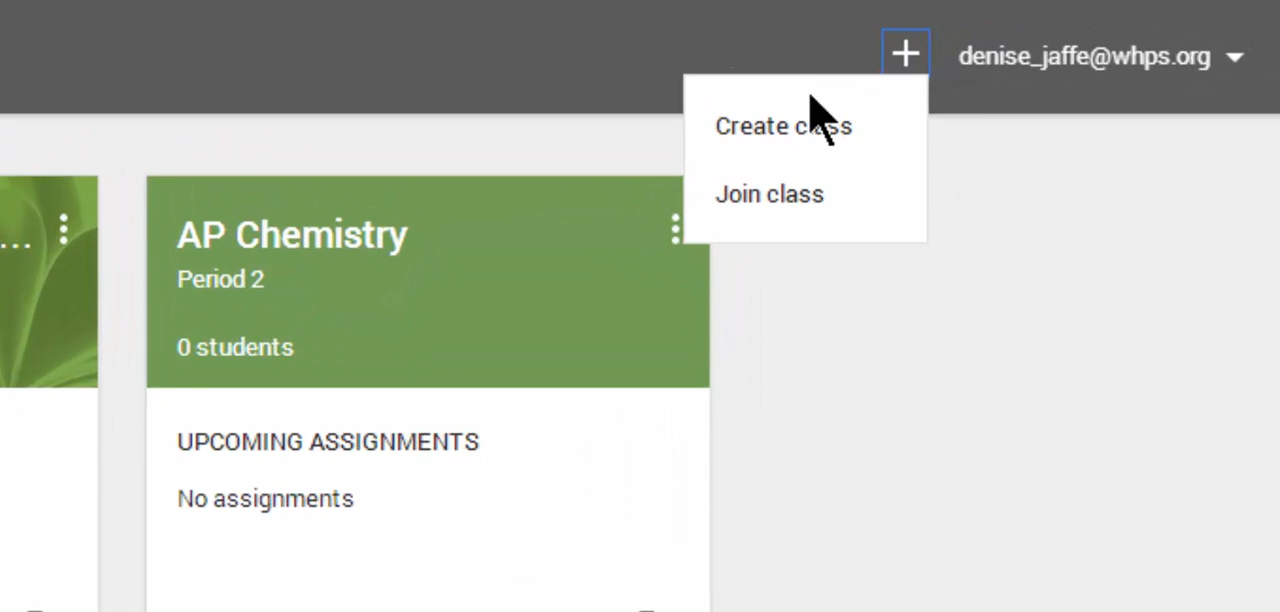 denise_jaffe@whps.org
Create class
Join class
...
AP Chemistry
Period 2
0 students
UPCOMING ASSIGNMENTS
No assignments